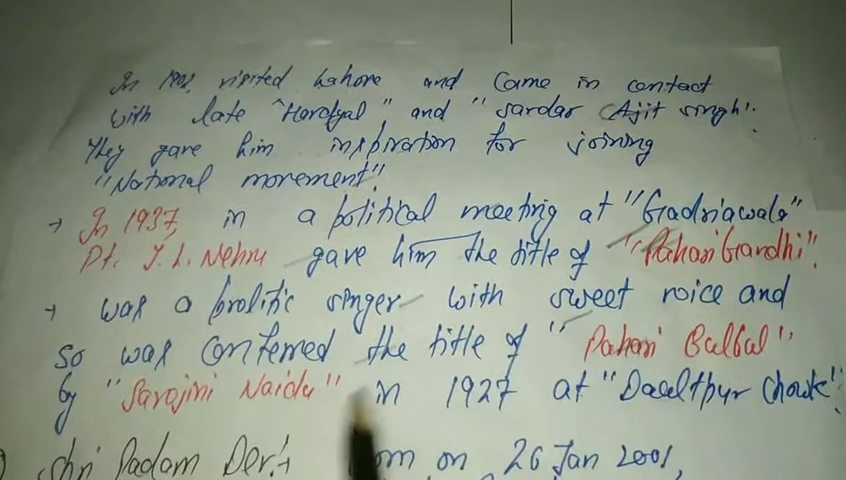 In 1902, visited Lahore and came in contact
with late "Hardyal", and "Sardar Ajit Singh".
They gave him inspiration for joining
"National movement".
→ In 1937, in a political meeting at "Gadriawala"
Pt. J. L. Nehru gave him the title of "Pahari Gandhi".
→ was a prolific singer with sweet voice and
so was conferred the title of "Pahari Bulbul"
by "Sarojini Naidu" in 1927 at "Daulatpur Chowk".
Shri Padam Dev:→ on 26 Jan 2001,